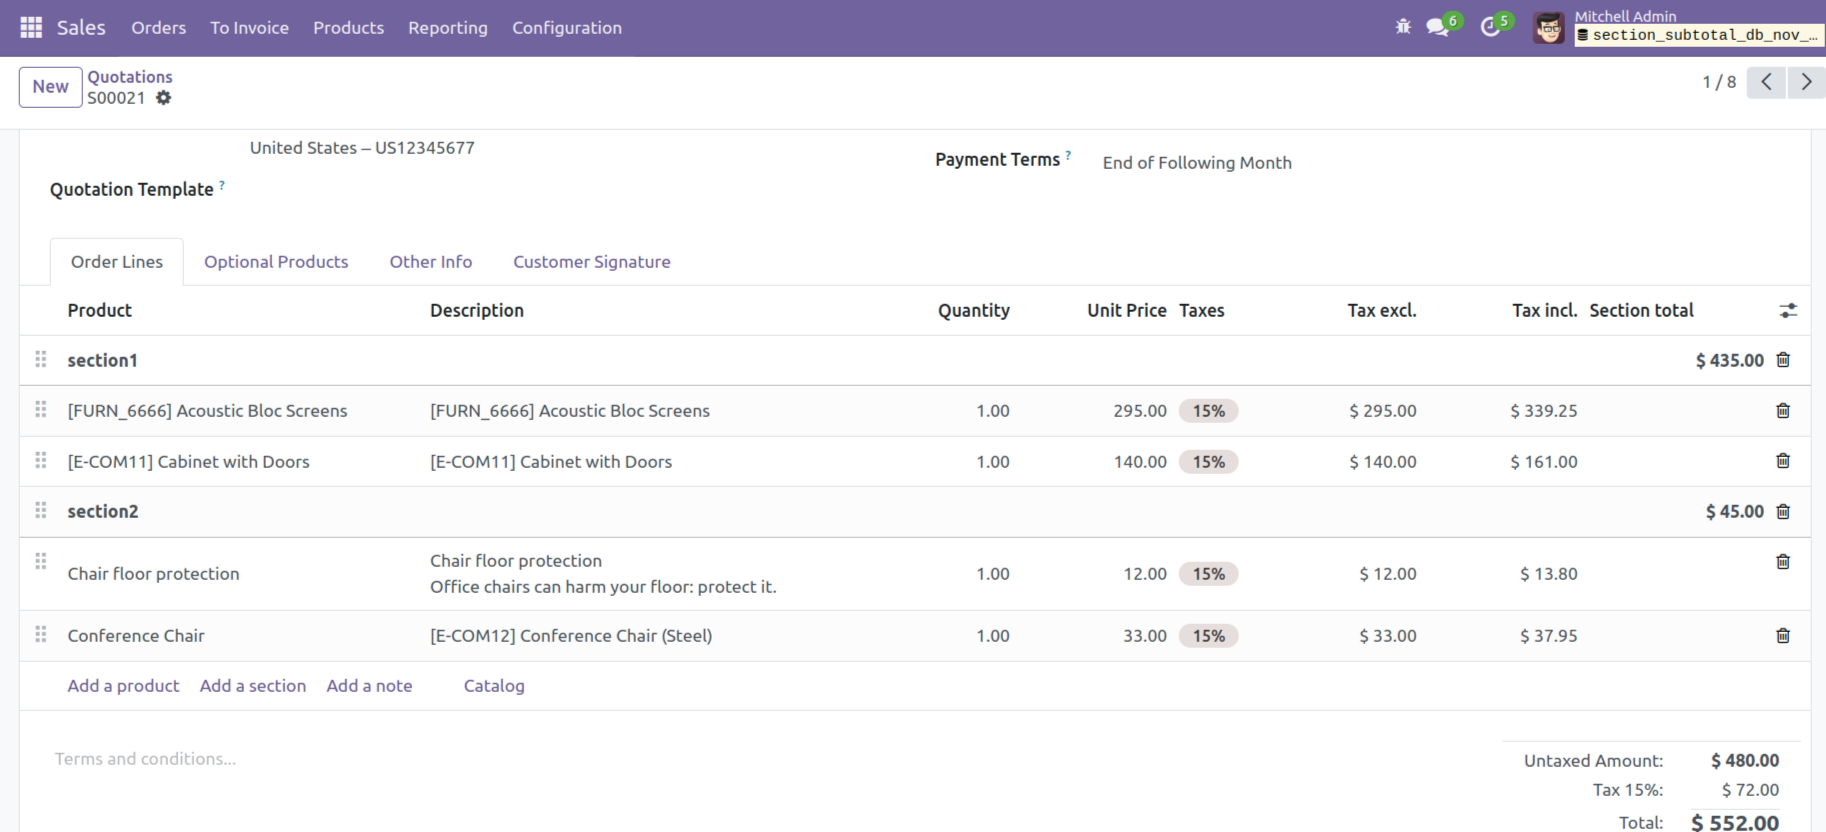 Sales Orders To Invoice Products Reporting Configuration 6 5 Mitchell Admin
section_subtotal_db_nov_...
New Quotations 1 / 8
S00021
United States – US12345677
Payment Terms ? End of Following Month
Quotation Template ?
Order Lines Optional Products Other Info Customer Signature
Product Description Quantity Unit Price Taxes Tax excl. Tax incl. Section total
section1 $ 435.00
[FURN_6666] Acoustic Bloc Screens [FURN_6666] Acoustic Bloc Screens 1.00 295.00 15% $ 295.00 $ 339.25
[E-COM11] Cabinet with Doors [E-COM11] Cabinet with Doors 1.00 140.00 15% $ 140.00 $ 161.00
section2 $ 45.00
Chair floor protection Chair floor protection 1.00 12.00 15% $ 12.00 $ 13.80
Office chairs can harm your floor: protect it.
Conference Chair [E-COM12] Conference Chair (Steel) 1.00 33.00 15% $ 33.00 $ 37.95
Add a product Add a section Add a note Catalog
Terms and conditions...
Untaxed Amount: $ 480.00
Tax 15%: $ 72.00
Total: $ 552.00